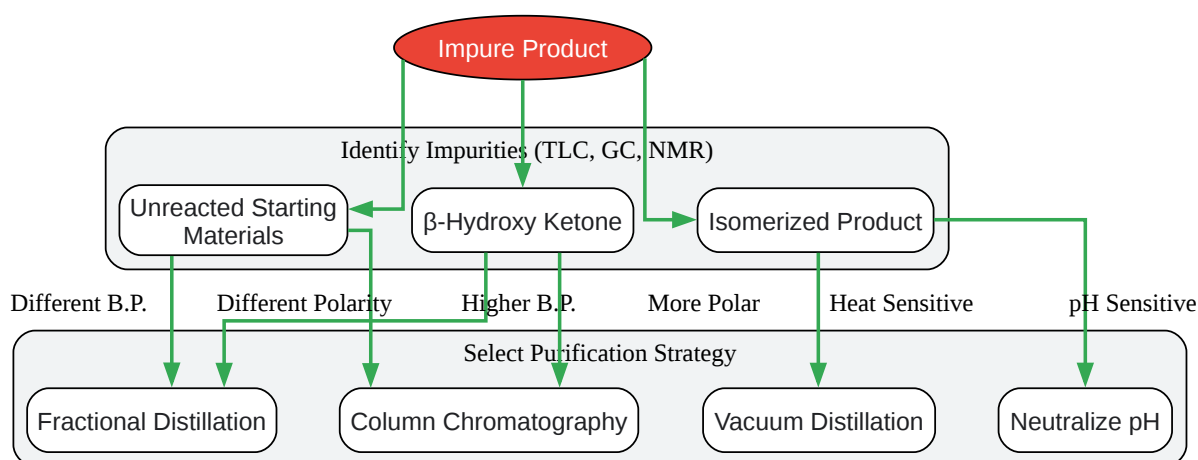 Impure Product
Identify Impurities (TLC, GC, NMR)
Unreacted Starting
Materials
β-Hydroxy Ketone
Isomerized Product
Different B.P.
Different Polarity
Higher B.P.
More Polar
Heat Sensitive
pH Sensitive
Select Purification Strategy
Fractional Distillation
Column Chromatography
Vacuum Distillation
Neutralize pH